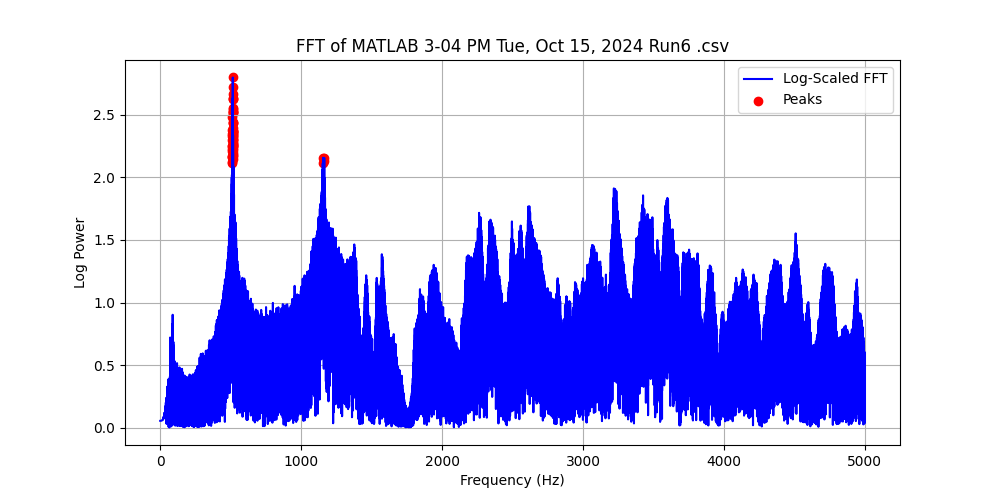 FFT of MATLAB 3-04 PM Tue, Oct 15, 2024 Run6 .csv
Log-Scaled FFT
Peaks
Log Power
2.5
2.0
1.5
1.0
0.5
0.0
0 1000 2000 3000 4000 5000
Frequency (Hz)